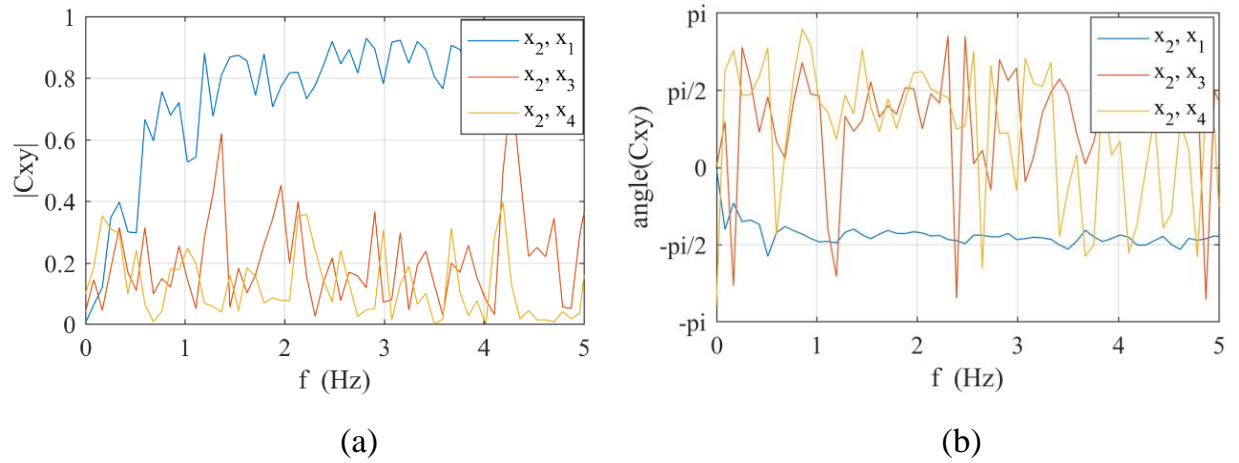 1
0.8
0.6
0.4
0.2
0
|Cxy|
0 1 2 3 4 5
f (Hz)
x2, x1
x2, x3
x2, x4
(a)
pi
pi/2
0
-pi/2
-pi
angle(Cxy)
0 1 2 3 4 5
f (Hz)
x2, x1
x2, x3
x2, x4
(b)